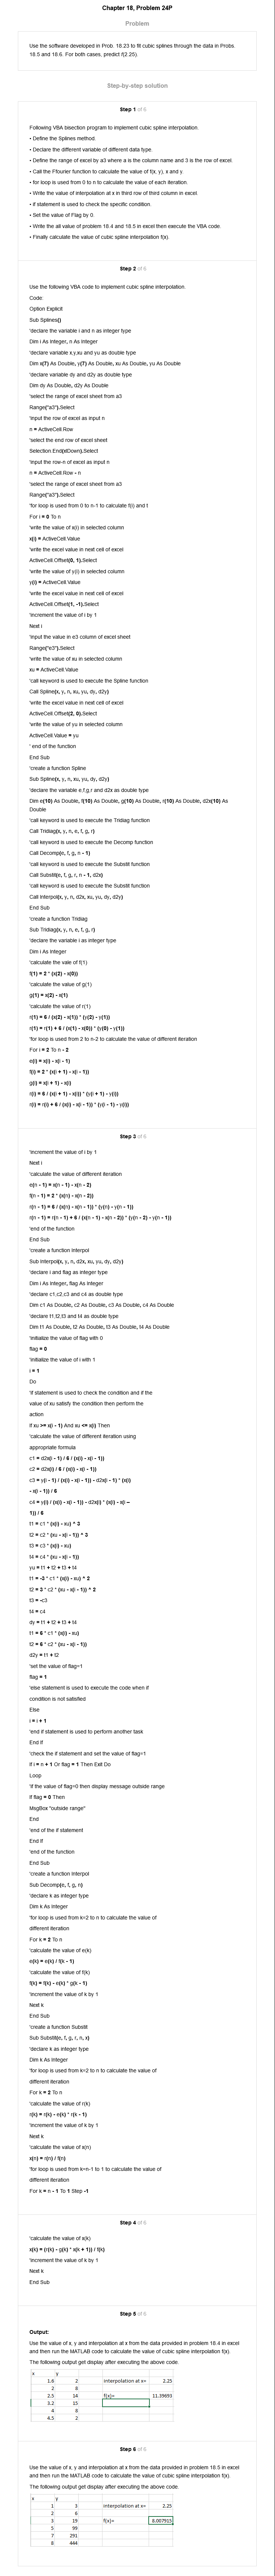 Chapter 18, Problem 24P
Problem
Use the software developed in Prob. 18.23 to fit cubic splines through the data in Probs.
18.5 and 18.6. For both cases, predict f(2.25).
Step-by-step solution
Step 1 of 6
Following VBA bisection program to implement cubic spline interpolation.
• Define the Splines method.
• Declare the different variable of different data type.
• Define the range of excel by a3 where a is the column name and 3 is the row of excel.
• Call the Ffourier function to calculate the value of f(x, y), x and y.
• for loop is used from 0 to n to calculate the value of each iteration.
• Write the value of interpolation at x in third row of third column in excel.
• if statement is used to check the specific condition.
• Set the value of Flag by 0.
• Write the all value of problem 18.4 and 18.5 in excel then execute the VBA code.
• Finally calculate the value of cubic spline interpolation f(x).
Step 2 of 6
Use the following VBA code to implement cubic spline interpolation.
Code:
Option Explicit
Sub Splines()
'declare the variable i and n as integer type
Dim i As Integer, n As Integer
'declare variable x,y,xu and yu as double type
Dim x(7) As Double, y(7) As Double, xu As Double, yu As Double
'declare variable dy and d2y as double type
Dim dy As Double, d2y As Double
'select the range of excel sheet from a3
Range("a3").Select
'input the row of excel as input n
n = ActiveCell.Row
'select the end row of excel sheet
Selection.End(xlDown).Select
'input the row-n of excel as input n
n = ActiveCell.Row - n
'select the range of excel sheet from a3
Range("a3").Select
'for loop is used from 0 to n-1 to calculate f(i) and t
For i = 0 To n
'write the value of a(i) in selected column
x(i) = ActiveCell.Value
'write the excel value in next cell of excel
ActiveCell.Offset(0, 1).Select
'write the value of y(i) in selected column
y(i) = ActiveCell.Value
'write the excel value in next cell of excel
ActiveCell.Offset(1, -1).Select
'increment the value of i by 1
Next i
'input the value in e3 column of excel sheet
Range("e3").Select
'write the value of xu in selected column
xu = ActiveCell.Value
'call keyword is used to execute the Spline function
Call Spline(x, y, n, xu, yu, dy, d2y)
'write the excel value in next cell of excel
ActiveCell.Offset(2, 0).Select
'write the value of yu in selected column
ActiveCell.Value = yu
' end of the function
End Sub
'create a function Spline
Sub Spline(x, y, n, xu, yu, dy, d2y)
'declare the variable e,f,g,r and d2x as double type
Dim e(10) As Double, f(10) As Double, g(10) As Double, r(10) As Double, d2x(10) As
Double
'call keyword is used to execute the Tridiag function
Call Tridiag(x, y, n, e, f, g, r)
'call keyword is used to execute the Decomp function
Call Decomp(e, f, g, n - 1)
'call keyword is used to execute the Substit function
Call Substit(e, f, g, r, n - 1, d2x)
'call keyword is used to execute the Substit function
Call Interpol(x, y, n, d2x, xu, yu, dy, d2y)
End Sub
'create a function Tridiag
Sub Tridiag(x, y, n, e, f, g, r)
'declare the variable i as integer type
Dim i As Integer
'calculate the vale of f(1)
f(1) = 2 * (x(2) - x(0))
'calculate the value of g(1)
g(1) = x(2) - x(1)
'calculate the value of r(1)
r(1) = 6 / (x(2) - x(1)) * (y(2) - y(1))
r(1) = r(1) + 6 / (x(1) - x(0)) * (y(0) - y(1))
'for loop is used from 2 to n-2 to calculate the value of different iteration
For i = 2 To n - 2
e(i) = x(i) - x(i - 1)
f(i) = 2 * (x(i + 1) - x(i - 1))
g(i) = x(i + 1) - x(i)
r(i) = 6 / (x(i + 1) - x(i)) * (y(i + 1) - y(i))
r(i) = r(i) + 6 / (x(i) - x(i - 1)) * (y(i - 1) - y(i))
Step 3 of 6
'increment the value of i by 1
Next i
'calculate the value of different iteration
e(n - 1) = x(n - 1) - x(n - 2)
f(n - 1) = 2 * (x(n) - x(n - 2))
r(n - 1) = 6 / (x(n) - x(n - 1)) * (y(n) - y(n - 1))
r(n - 1) = r(n - 1) + 6 / (x(n - 1) - x(n - 2)) * (y(n - 2) - y(n - 1))
'end of the function
End Sub
'create a function Interpol
Sub Interpol(x, y, n, d2x, xu, yu, dy, d2y)
'declare i and flag as integer type
Dim i As Integer, flag As Integer
'declare c1,c2,c3 and c4 as double type
Dim c1 As Double, c2 As Double, c3 As Double, c4 As Double
'declare t1,t2,t3 and t4 as double type
Dim t1 As Double, t2 As Double, t3 As Double, t4 As Double
'initialize the value of flag with 0
flag = 0
'initialize the value of i with 1
i = 1
Do
'if statement is used to check the condition and if the
value of xu satisfy the condition then perform the
action
If xu >= x(i - 1) And xu <= x(i) Then
'calculate the value of different iteration using
appropriate formula
c1 = d2x(i - 1) / 6 / (x(i) - x(i - 1))
c2 = d2x(i) / 6 / (x(i) - x(i - 1))
c3 = y(i - 1) / (x(i) - x(i - 1)) - d2x(i - 1) * (x(i)
- x(i - 1)) / 6
c4 = y(i) / (x(i) - x(i - 1)) - d2x(i) * (x(i) - x(i -
1)) / 6
t1 = c1 * (x(i) - xu) ^ 3
t2 = c2 * (xu - x(i - 1)) ^ 3
t3 = c3 * (x(i) - xu)
t4 = c4 * (xu - x(i - 1))
yu = t1 + t2 + t3 + t4
t1 = -3 * c1 * (x(i) - xu) ^ 2
t2 = 3 * c2 * (xu - x(i - 1)) ^ 2
t3 = -c3
t4 = c4
dy = t1 + t2 + t3 + t4
t1 = 6 * c1 * (x(i) - xu)
t2 = 6 * c2 * (xu - x(i - 1))
d2y = t1 + t2
'set the value of flag=1
flag = 1
'else statement is used to execute the code when if
condition is not satisfied
Else
i = i + 1
'end if statement is used to perform another task
End If
'check the if statement and set the value of flag=1
If i = n + 1 Or flag = 1 Then Exit Do
Loop
'if the value of flag=0 then display message outside range
If flag = 0 Then
MsgBox "outside range"
End
'end of the if statement
End If
'end of the function
End Sub
'create a function Interpol
Sub Decomp(e, f, g, n)
'declare k as integer type
Dim k As Integer
'for loop is used from k=2 to n to calculate the value of
different iteration
For k = 2 To n
'calculate the value of e(k)
e(k) = e(k) / f(k - 1)
'calculate the value of f(k)
f(k) = f(k) - e(k) * g(k - 1)
'increment the value of k by 1
Next k
End Sub
'create a function Substit
Sub Substit(e, f, g, r, n, x)
'declare k as integer type
Dim k As Integer
'for loop is used from k=2 to n to calculate the value of
different iteration
For k = 2 To n
'calculate the value of r(k)
r(k) = r(k) - e(k) * r(k - 1)
'increment the value of k by 1
Next k
'calculate the value of x(n)
x(n) = r(n) / f(n)
'for loop is used from k=n-1 to 1 to calculate the value of
different iteration
For k = n - 1 To 1 Step -1
Step 4 of 6
'calculate the value of x(k)
x(k) = (r(k) - g(k) * x(k + 1)) / f(k)
'increment the value of k by 1
Next k
End Sub
Step 5 of 6
Output:
Use the value of x, y and interpolation at x from the data provided in problem 18.4 in excel
and then run the MATLAB code to calculate the value of cubic spline interpolation f(x).
The following output get display after executing the above code.
x y
1.6 2 interpolation at x= 2.25
2 8
2.5 14 f(x)= 11.39893
3.2 15
4 8
4.5 2
Step 6 of 6
Use the value of x, y and interpolation at x from the data provided in problem 18.5 in excel
and then run the MATLAB code to calculate the value of cubic spline interpolation f(x).
The following output get display after executing the above code.
x y
1 3 interpolation at x= 2.25
2 6
3 19 f(x)= 8.007915
5 99
7 291
8 444